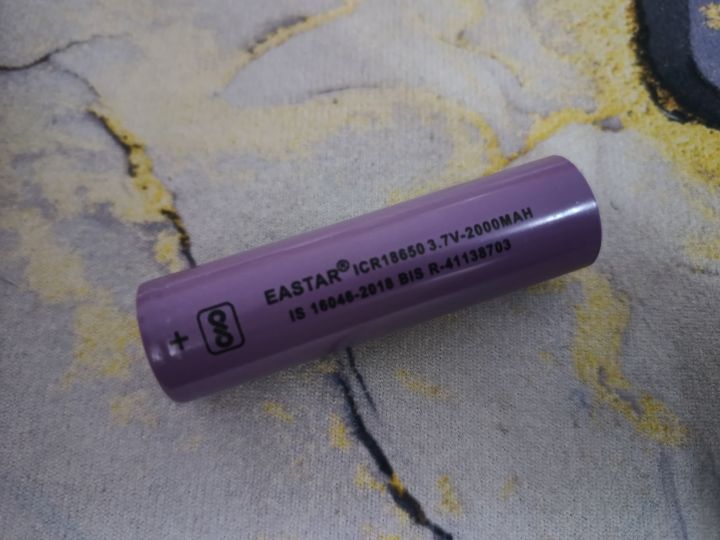 EASTAR® ICR18650 3.7V-2000MAH
IS 16046-2018 BIS R-41138703
+